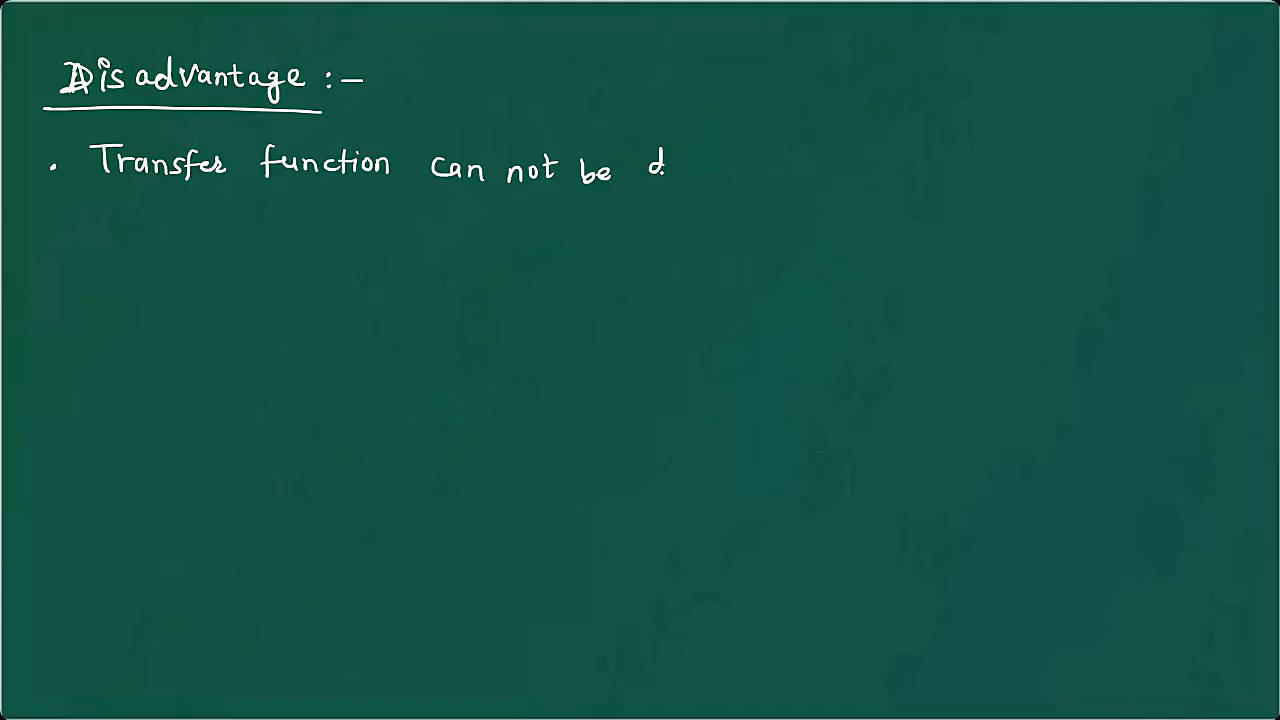 Disadvantage :-
. Transfer function can not be d